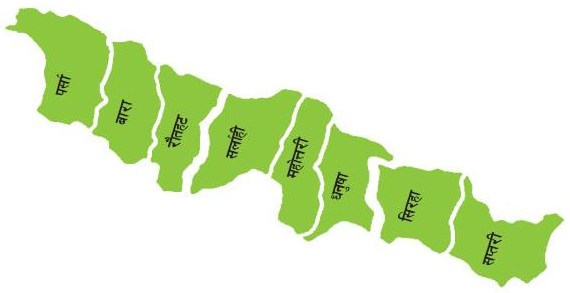 पर्सा
बारा
रौतहट
सर्लाही
महोत्तरी
धनुषा
सिरहा
सप्तरी